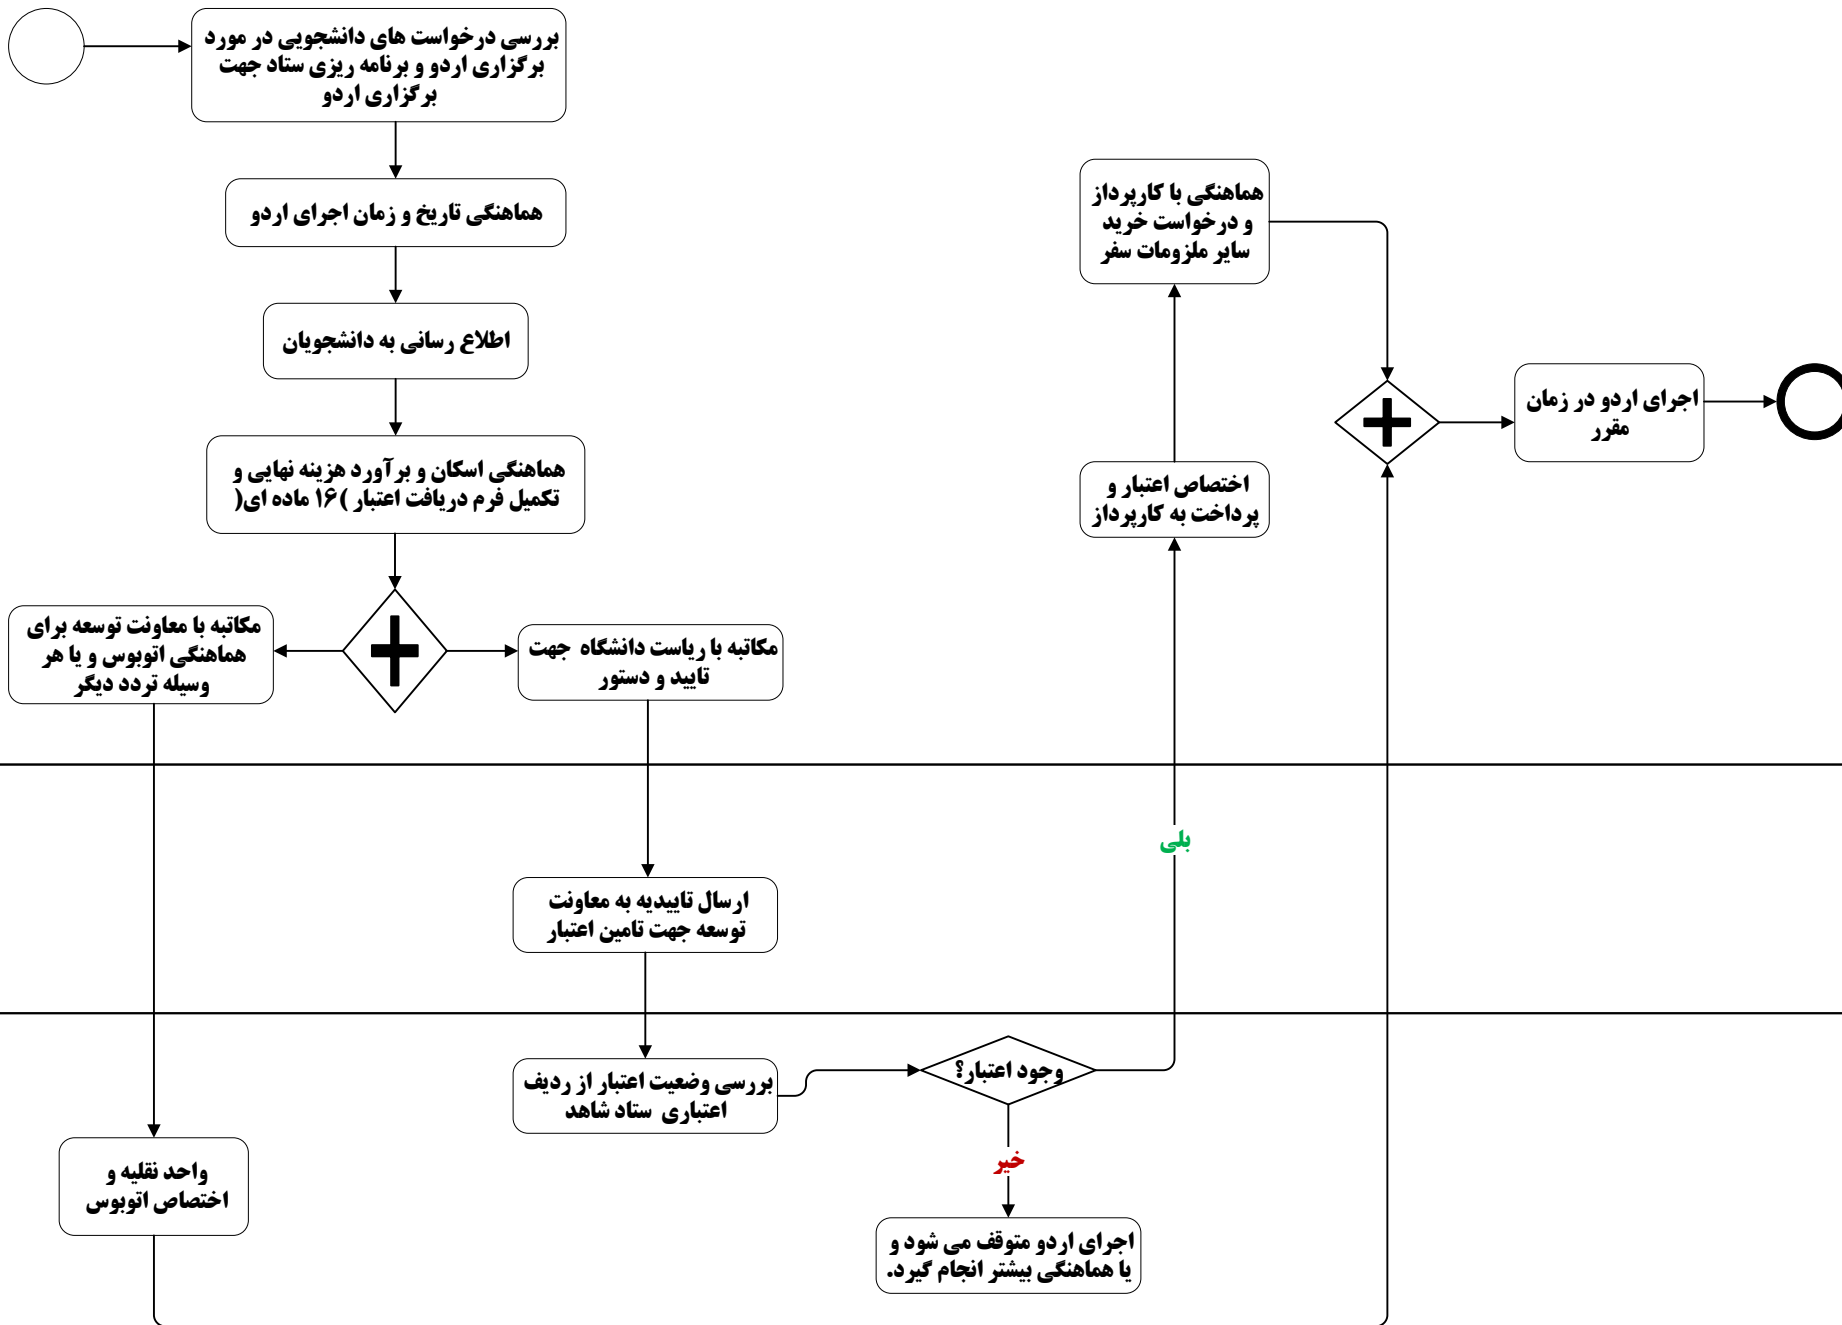 بررسی درخواست های دانشجویی در مورد
برگزاری اردو و برنامه ریزی ستاد جهت
برگزاری اردو
هماهنگی تاریخ و زمان اجرای اردو
اطلاع رسانی به دانشجویان
هماهنگی اسکان و برآورد هزینه نهایی و
تکمیل فرم دریافت اعتبار )۱۶ ماده ای(
مکاتبه با معاونت توسعه برای
هماهنگی اتوبوس و یا هر
وسیله تردد دیگر
مکاتبه با ریاست دانشگاه جهت
تایید و دستور
ارسال تاییدیه به معاونت
توسعه جهت تامین اعتبار
بررسی وضعیت اعتبار از ردیف
اعتباری ستاد شاهد
واحد نقلیه و
اختصاص اتوبوس
وجود اعتبار؟
خیر
اجرای اردو متوقف می شود و
یا هماهنگی بیشتر انجام گیرد.
بلی
اختصاص اعتبار و
پرداخت به کارپرداز
هماهنگی با کارپرداز
و درخواست خرید
سایر ملزومات سفر
اجرای اردو در زمان
مقرر